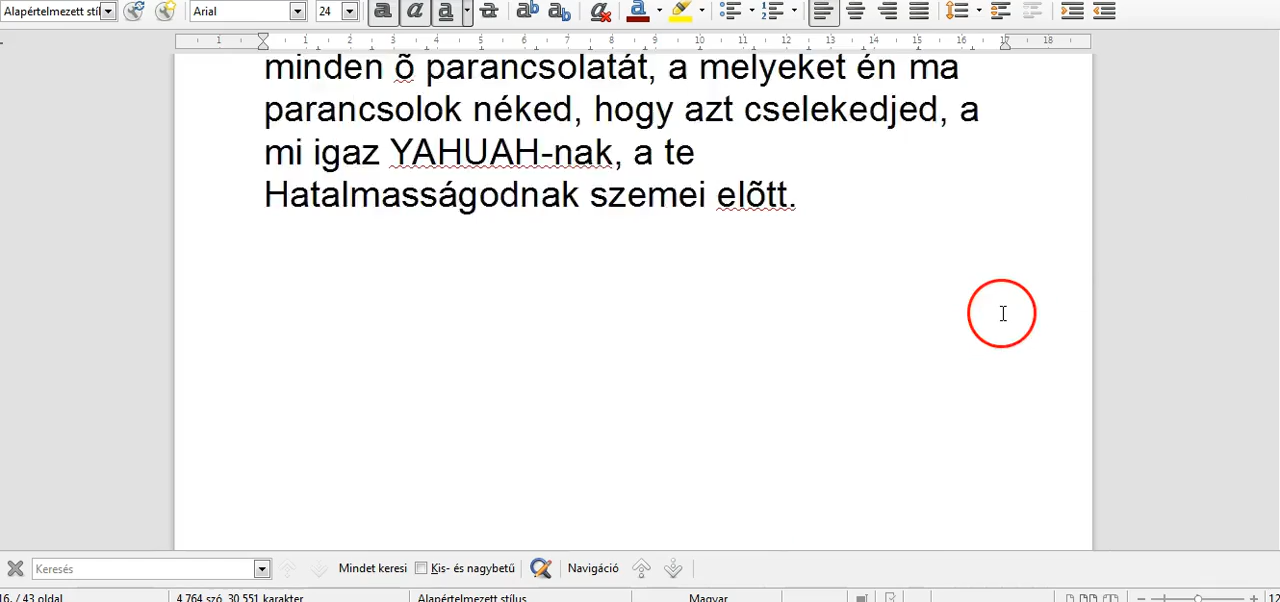 Alapértelmezett stíl Arial 24
1 1 2 3 4 5 6 7 8 9 10 11 12 13 14 15 16 17 18
minden õ parancsolatát, a melyeket én ma
parancsolok néked, hogy azt cselekedjed, a
mi igaz YAHUAH-nak, a te
Hatalmasságodnak szemei elõtt.
Keresés Mindet keresi Kis- és nagybetű Navigáció
16. / 43 oldal 4 764 szó, 30 551 karakter Alapértelmezett stílus Magyar